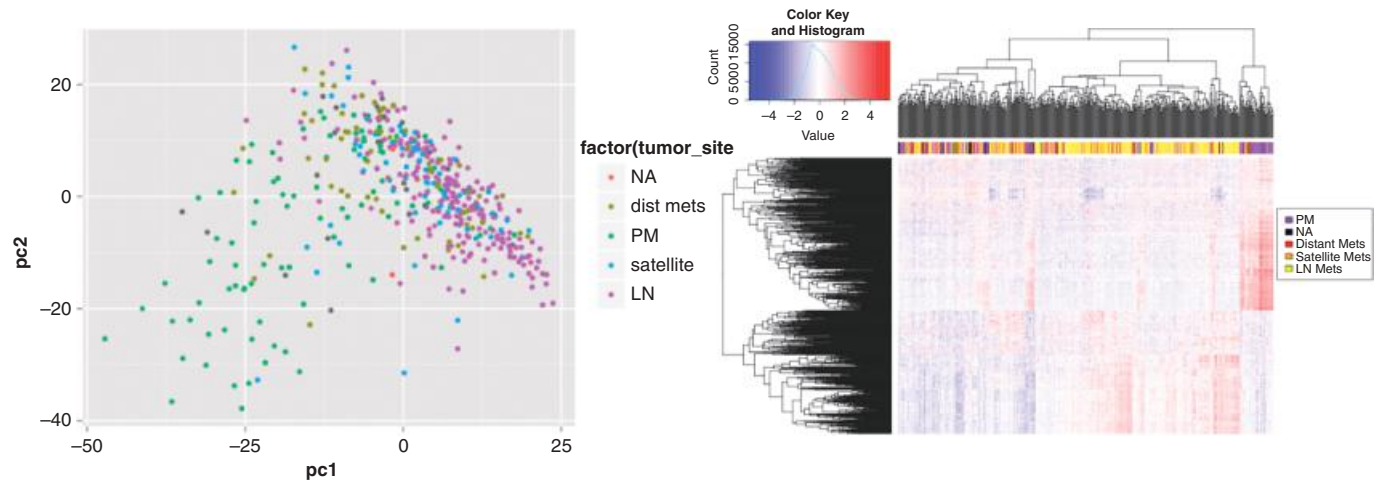 20
0
−20
−40
pc2
−50
−25
0
25
pc1
factor(tumor_site
NA
dist mets
PM
satellite
LN
Color Key
and Histogram
Count
0 5000 15000
−4 −2 0 2 4
Value
PM
NA
Distant Mets
Satellite Mets
LN Mets